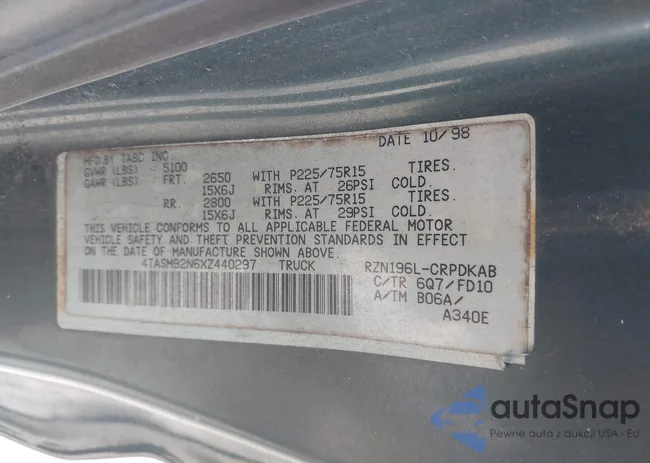 DATE 10/98
MFD BY TABC INC.
GVWR (LBS) 5100
GAWR (LBS) FRT. 2650 WITH P225/75R15 TIRES.
15X6J RIMS. AT 26PSI COLD.
RR. 2800 WITH P225/75R15 TIRES.
15X6J RIMS. AT 29PSI COLD.
THIS VEHICLE CONFORMS TO ALL APPLICABLE FEDERAL MOTOR
VEHICLE SAFETY AND THEFT PREVENTION STANDARDS IN EFFECT
ON THE DATE OF MANUFACTURE SHOWN ABOVE.
4TASM92N6XZ440297 TRUCK RZN196L-CRPDKAB
C/TR 6Q7/FD10
A/TM B06A/
A340E
autaSnap
Pewne auta z aukcji USA i EU